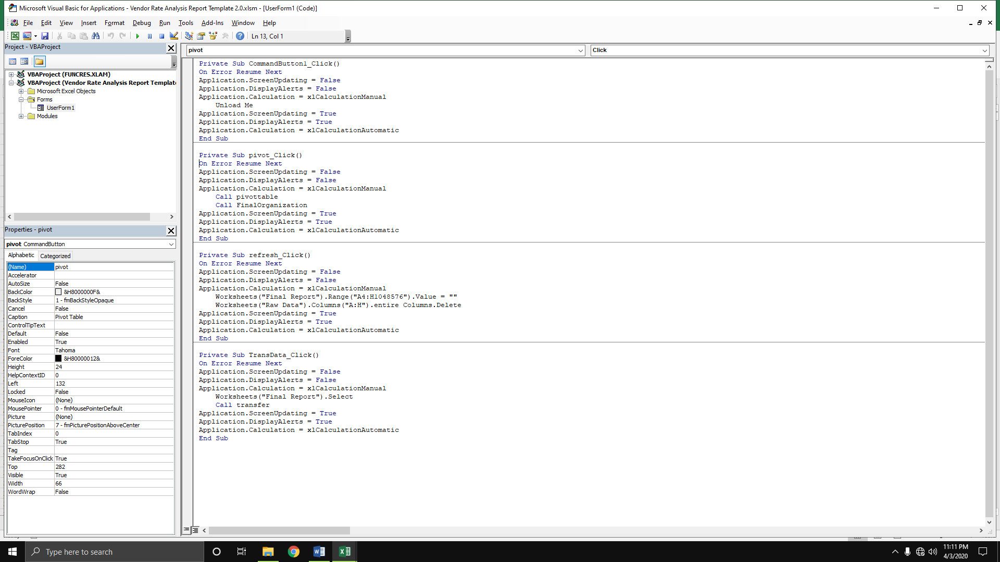 Microsoft Visual Basic for Applications - Vendor Rate Analysis Report Template 2.0.xlsm - [UserForm1 (Code)]
File Edit View Insert Format Debug Run Tools Add-Ins Window Help
Ln 13, Col 1
Project - VBAProject
VBAProject (FUNCRES.XLAM)
VBAProject (Vendor Rate Analysis Report Template
Microsoft Excel Objects
Forms
UserForm1
Modules
Properties - pivot
pivot CommandButton
Alphabetic Categorized
(Name) pivot
Accelerator
AutoSize False
BackColor &H8000000F&
BackStyle 1 - fmBackStyleOpaque
Cancel False
Caption Pivot Table
ControlTipText
Default False
Enabled True
Font Tahoma
ForeColor &H80000012&
Height 24
HelpContextID 0
Left 132
Locked False
MouseIcon (None)
MousePointer 0 - fmMousePointerDefault
Picture (None)
PicturePosition 7 - fmPicturePositionAboveCenter
TabIndex 0
TabStop True
Tag
TakeFocusOnClick True
Top 282
Visible True
Width 66
WordWrap False
pivot Click
Private Sub CommandButton1_Click()
On Error Resume Next
Application.ScreenUpdating = False
Application.DisplayAlerts = False
Application.Calculation = xlCalculationManual
Unload Me
Application.ScreenUpdating = True
Application.DisplayAlerts = True
Application.Calculation = xlCalculationAutomatic
End Sub
Private Sub pivot_Click()
On Error Resume Next
Application.ScreenUpdating = False
Application.DisplayAlerts = False
Application.Calculation = xlCalculationManual
Call pivottable
Call FinalOrganization
Application.ScreenUpdating = True
Application.DisplayAlerts = True
Application.Calculation = xlCalculationAutomatic
End Sub
Private Sub refresh_Click()
On Error Resume Next
Application.ScreenUpdating = False
Application.DisplayAlerts = False
Application.Calculation = xlCalculationManual
Worksheets("Final Report").Range("A4:H1048576").Value = ""
Worksheets("Raw Data").Columns("A:H").entire Columns.Delete
Application.ScreenUpdating = True
Application.DisplayAlerts = True
Application.Calculation = xlCalculationAutomatic
End Sub
Private Sub TransData_Click()
On Error Resume Next
Application.ScreenUpdating = False
Application.DisplayAlerts = False
Application.Calculation = xlCalculationManual
Worksheets("Final Report").Select
Call transfer
Application.ScreenUpdating = True
Application.DisplayAlerts = True
Application.Calculation = xlCalculationAutomatic
End Sub
Type here to search
11:11 PM
4/3/2020